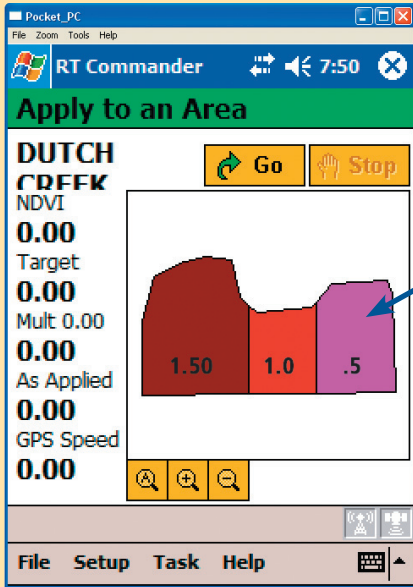 Pocket_PC
File Zoom Tools Help
RT Commander 7:50
Apply to an Area
DUTCH
CREEK
Go Stop
NDVI
0.00
Target
0.00
Mult 0.00
0.00
As Applied
0.00
GPS Speed
0.00
1.50 1.0 .5
A
File Setup Task Help